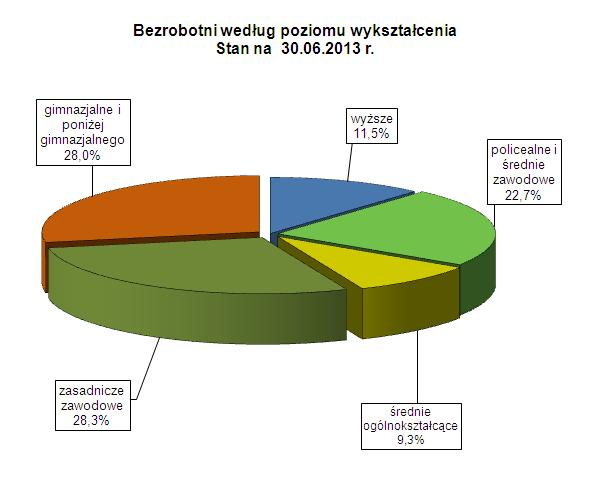 Bezrobotni według poziomu wykształcenia
Stan na 30.06.2013 r.
gimnazjalne i
poniżej
gimnazjalnego
28,0%
wyższe
11,5%
policealne i
średnie
zawodowe
22,7%
zasadnicze
zawodowe
28,3%
średnie
ogólnokształcące
9,3%